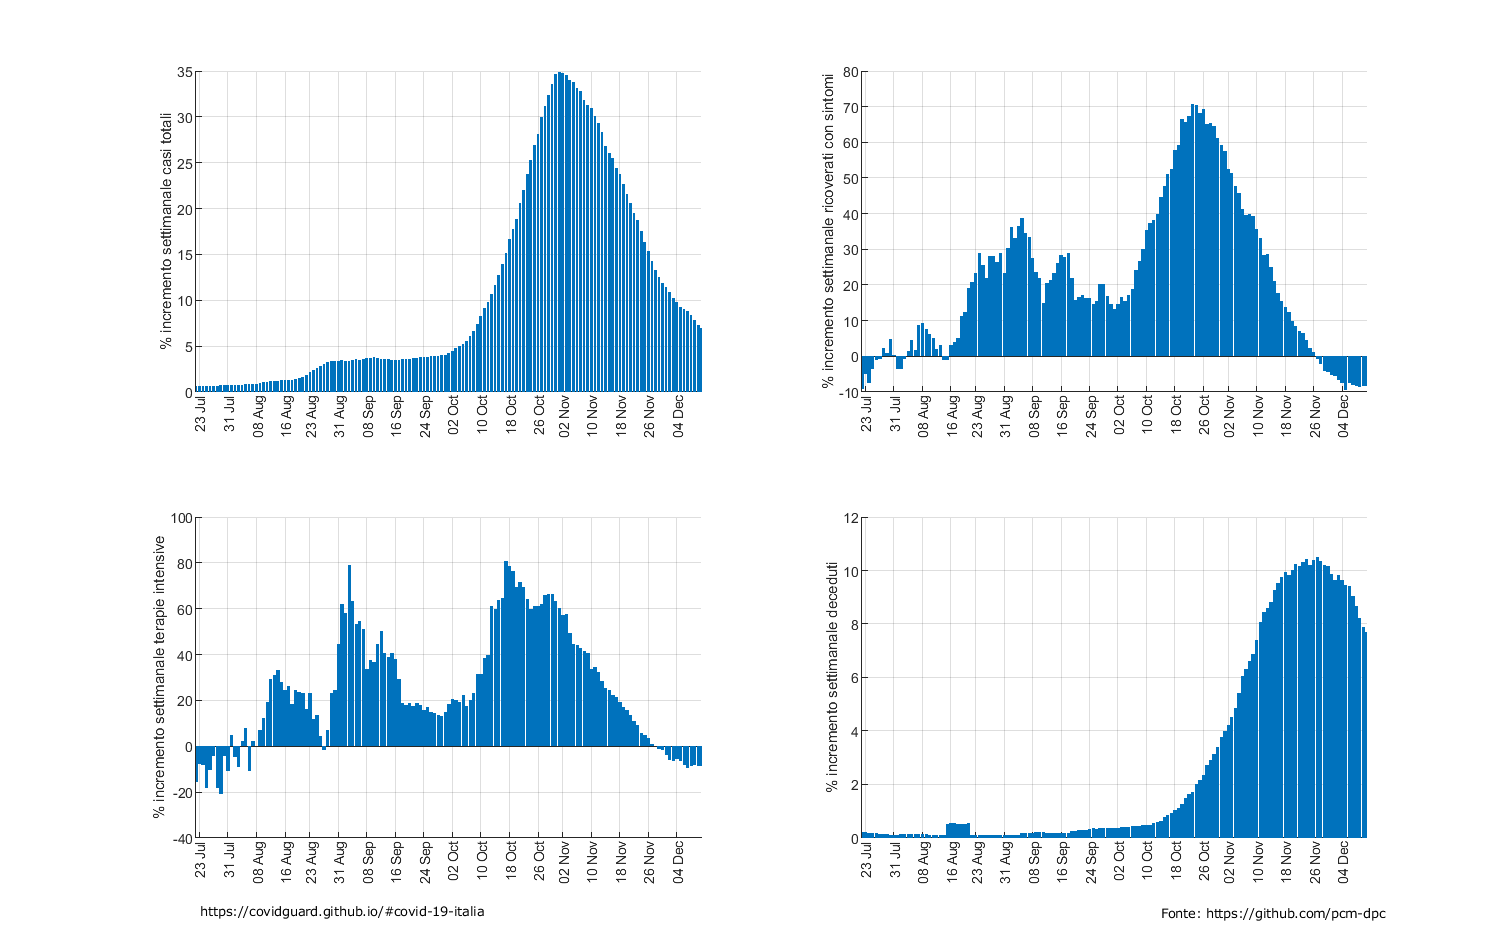 % incremento settimanale casi totali
35
30
25
20
15
10
5
0
23 Jul
31 Jul
08 Aug
16 Aug
23 Aug
31 Aug
08 Sep
16 Sep
24 Sep
02 Oct
10 Oct
18 Oct
26 Oct
02 Nov
10 Nov
18 Nov
26 Nov
04 Dec
% incremento settimanale ricoverati con sintomi
80
70
60
50
40
30
20
10
0
-10
23 Jul
31 Jul
08 Aug
16 Aug
23 Aug
31 Aug
08 Sep
16 Sep
24 Sep
02 Oct
10 Oct
18 Oct
26 Oct
02 Nov
10 Nov
18 Nov
26 Nov
04 Dec
% incremento settimanale terapie intensive
100
80
60
40
20
0
-20
-40
23 Jul
31 Jul
08 Aug
16 Aug
23 Aug
31 Aug
08 Sep
16 Sep
24 Sep
02 Oct
10 Oct
18 Oct
26 Oct
02 Nov
10 Nov
18 Nov
26 Nov
04 Dec
% incremento settimanale deceduti
12
10
8
6
4
2
0
23 Jul
31 Jul
08 Aug
16 Aug
23 Aug
31 Aug
08 Sep
16 Sep
24 Sep
02 Oct
10 Oct
18 Oct
26 Oct
02 Nov
10 Nov
18 Nov
26 Nov
04 Dec
https://covidguard.github.io/#covid-19-italia
Fonte: https://github.com/pcm-dpc